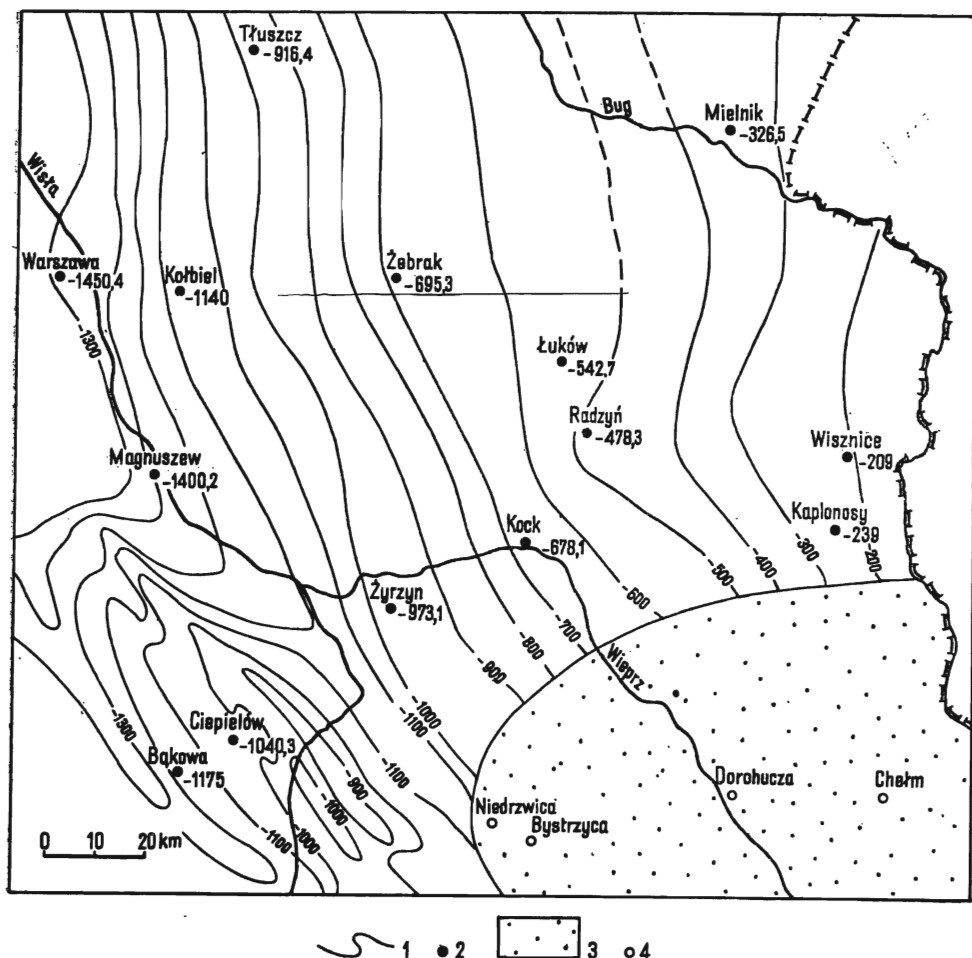 Tłuszcz
-916,4
Bug
Mielnik
-326,5
Wisła
Warszawa
-1450,4
Kołbiel
-1140
Żebrak
-695,3
-1300
Łuków
-542,7
Radzyń
-478,3
Wisznice
-209
Magnuszew
-1400,2
Kaplonosy
-239
Kock
-678,1
-200
-300
-400
-500
-600
Żyrzyn
-973,1
-700
-800
-900
Wieprz
-1000
-1100
-1300
Ciepielów
-1040,3
Bąkowa
-1175
-1100
-900
-1000
-1000
-1100
Niedrzwica
Bystrzyca
Dorohucza
Chełm
0 10 20 km
1 2 3 4